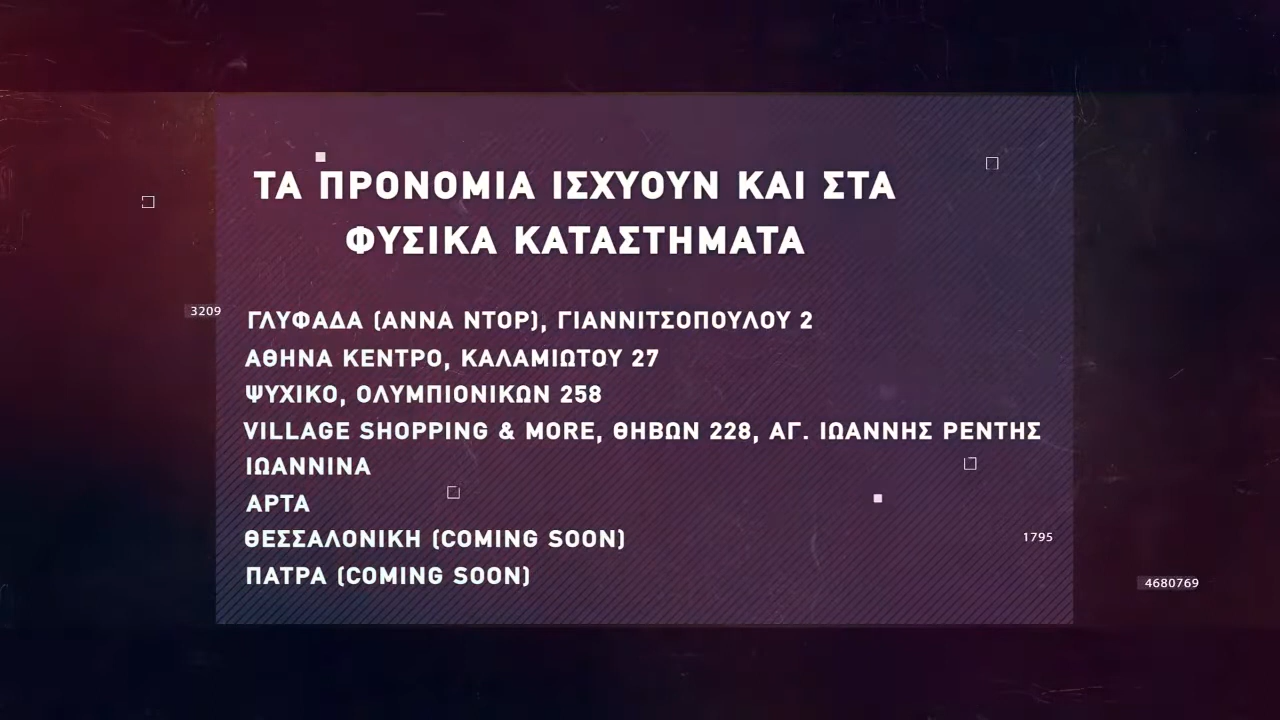 ΤΑ ΠΡΟΝΟΜΙΑ ΙΣΧΥΟΥΝ ΚΑΙ ΣΤΑ
ΦΥΣΙΚΑ ΚΑΤΑΣΤΗΜΑΤΑ
3209
ΓΛΥΦΑΔΑ (ΑΝΝΑ ΝΤΟΡ), ΓΙΑΝΝΙΤΣΟΠΟΥΛΟΥ 2
ΑΘΗΝΑ ΚΕΝΤΡΟ, ΚΑΛΑΜΙΩΤΟΥ 27
ΨΥΧΙΚΟ, ΟΛΥΜΠΙΟΝΙΚΩΝ 258
VILLAGE SHOPPING & MORE, ΘΗΒΩΝ 228, ΑΓ. ΙΩΑΝΝΗΣ ΡΕΝΤΗΣ
ΙΩΑΝΝΙΝΑ
ΑΡΤΑ
ΘΕΣΣΑΛΟΝΙΚΗ (COMING SOON)
1795
ΠΑΤΡΑ (COMING SOON)
4680769